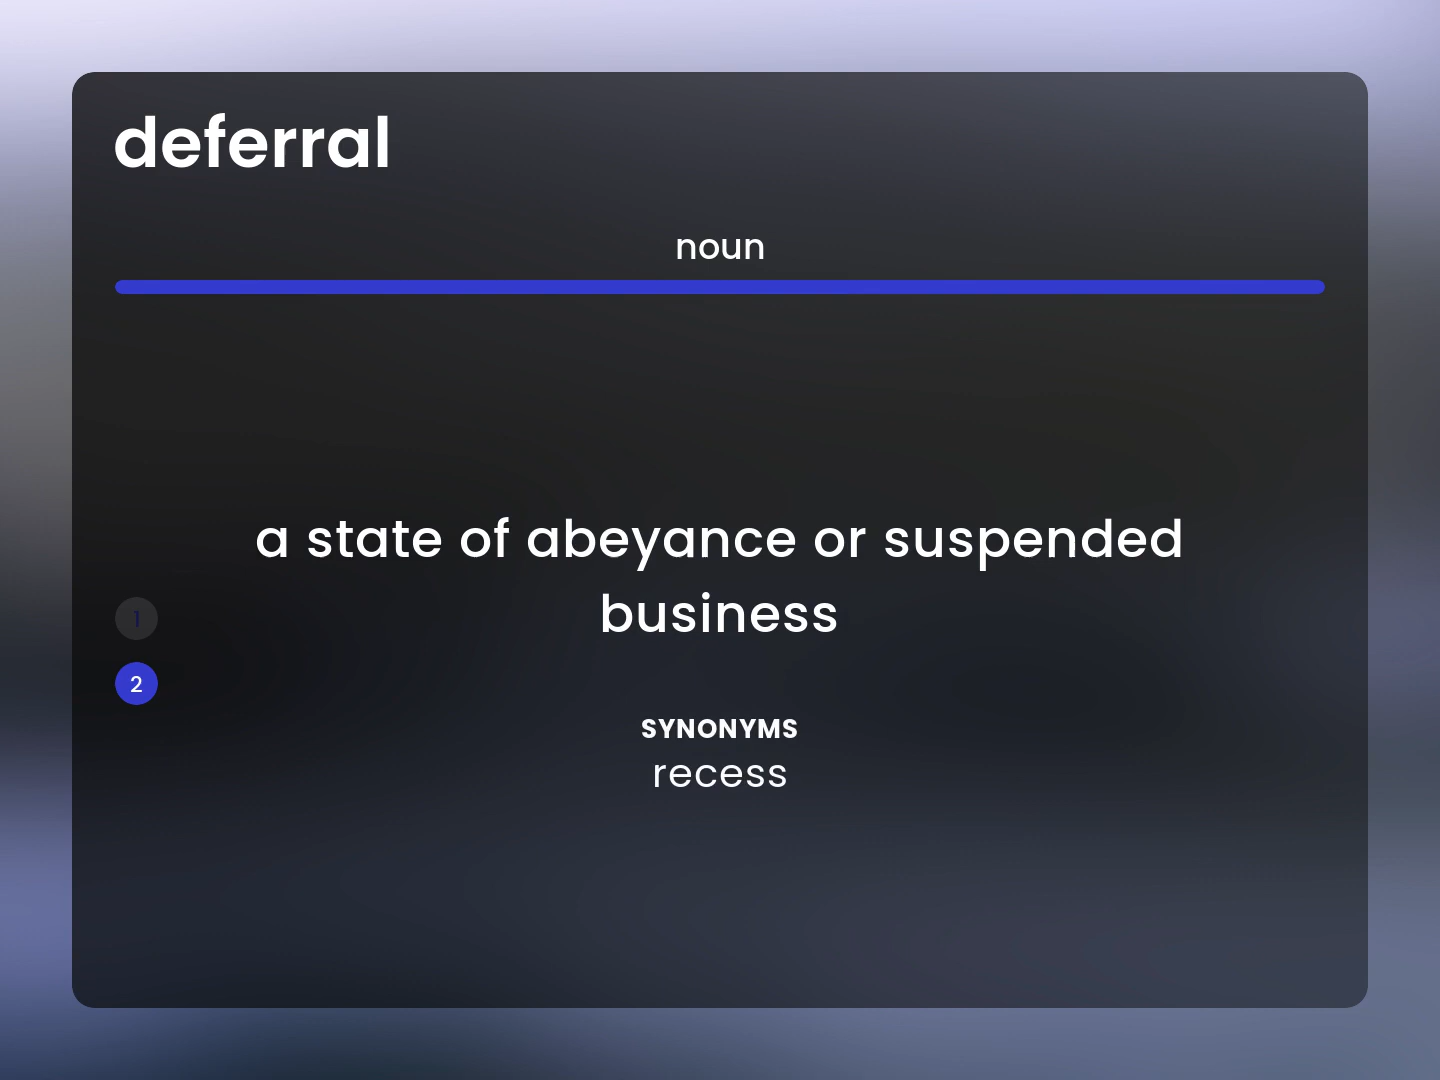 deferral
noun
a state of abeyance or suspended
business
1
2
SYNONYMS
recess